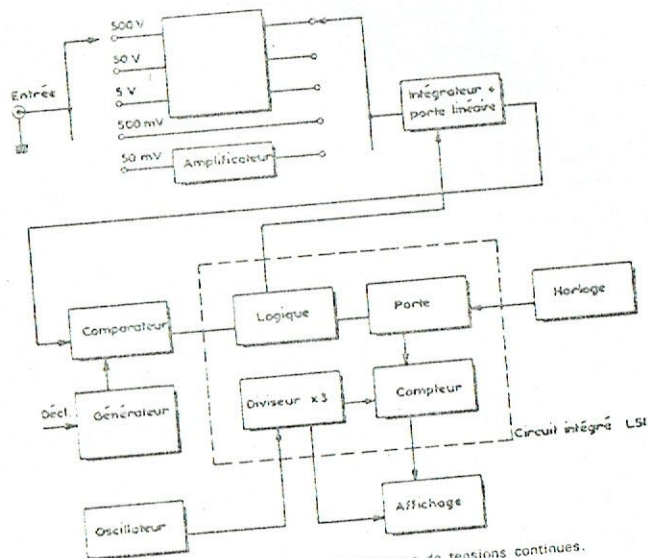 500 V
50 V
Entrée
5 V
500 mV
50 mV
Amplificateur
Intégrateur +
porte linéaire
Comparateur
Logique
Porte
Horloge
Décl.
Générateur
Diviseur x3
Compteur
Circuit intégré LSI
Oscillateur
Affichage
de tensions continues.